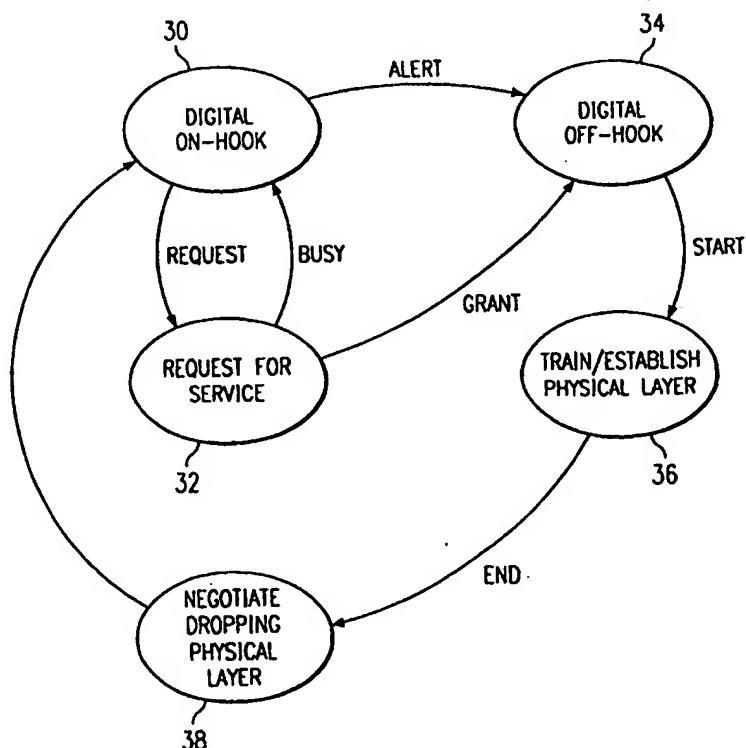 30
34
DIGITAL
ON-HOOK
ALERT
DIGITAL
OFF-HOOK
REQUEST
BUSY
START
GRANT
REQUEST FOR
SERVICE
TRAIN/ESTABLISH
PHYSICAL LAYER
32
36
END
NEGOTIATE
DROPPING
PHYSICAL
LAYER
38